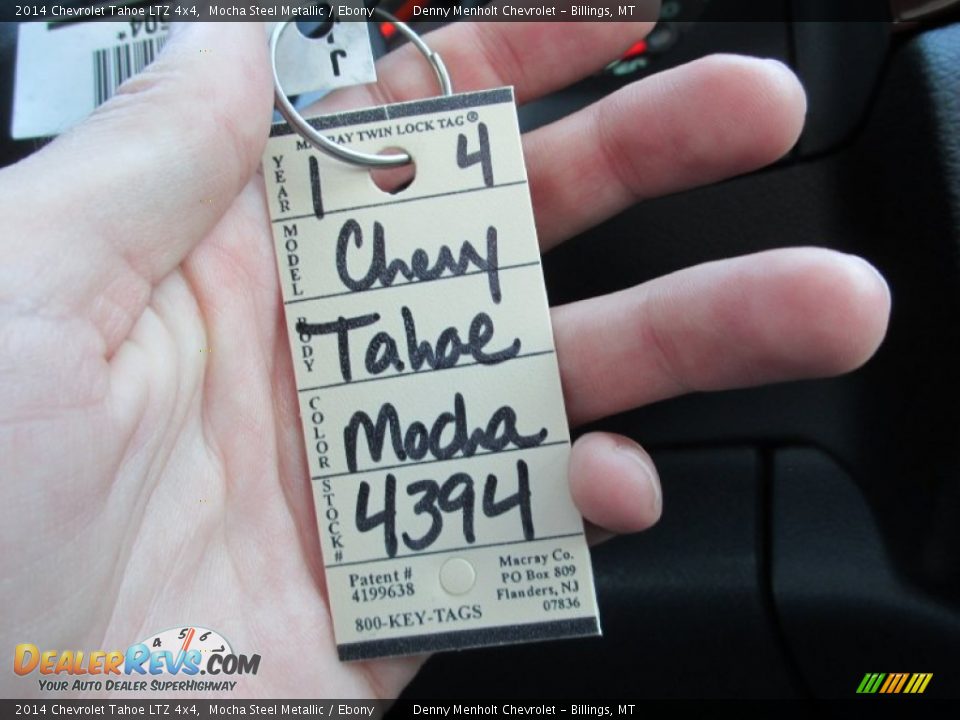 2014 Chevrolet Tahoe LTZ 4x4,  Mocha Steel Metallic / Ebony        Denny Menholt Chevrolet - Billings, MT
TWIN LOCK TAG®
YEAR 1 4
MODEL Chevy
BODY Tahoe
COLOR Mocha
STOCK# 4394
Patent #
4199638
Macray Co.
PO Box 809
Flanders, NJ
07836
800-KEY-TAGS
4 5 6
DEALERREVS.COM
YOUR AUTO DEALER SUPERHIGHWAY
2014 Chevrolet Tahoe LTZ 4x4,  Mocha Steel Metallic / Ebony        Denny Menholt Chevrolet - Billings, MT